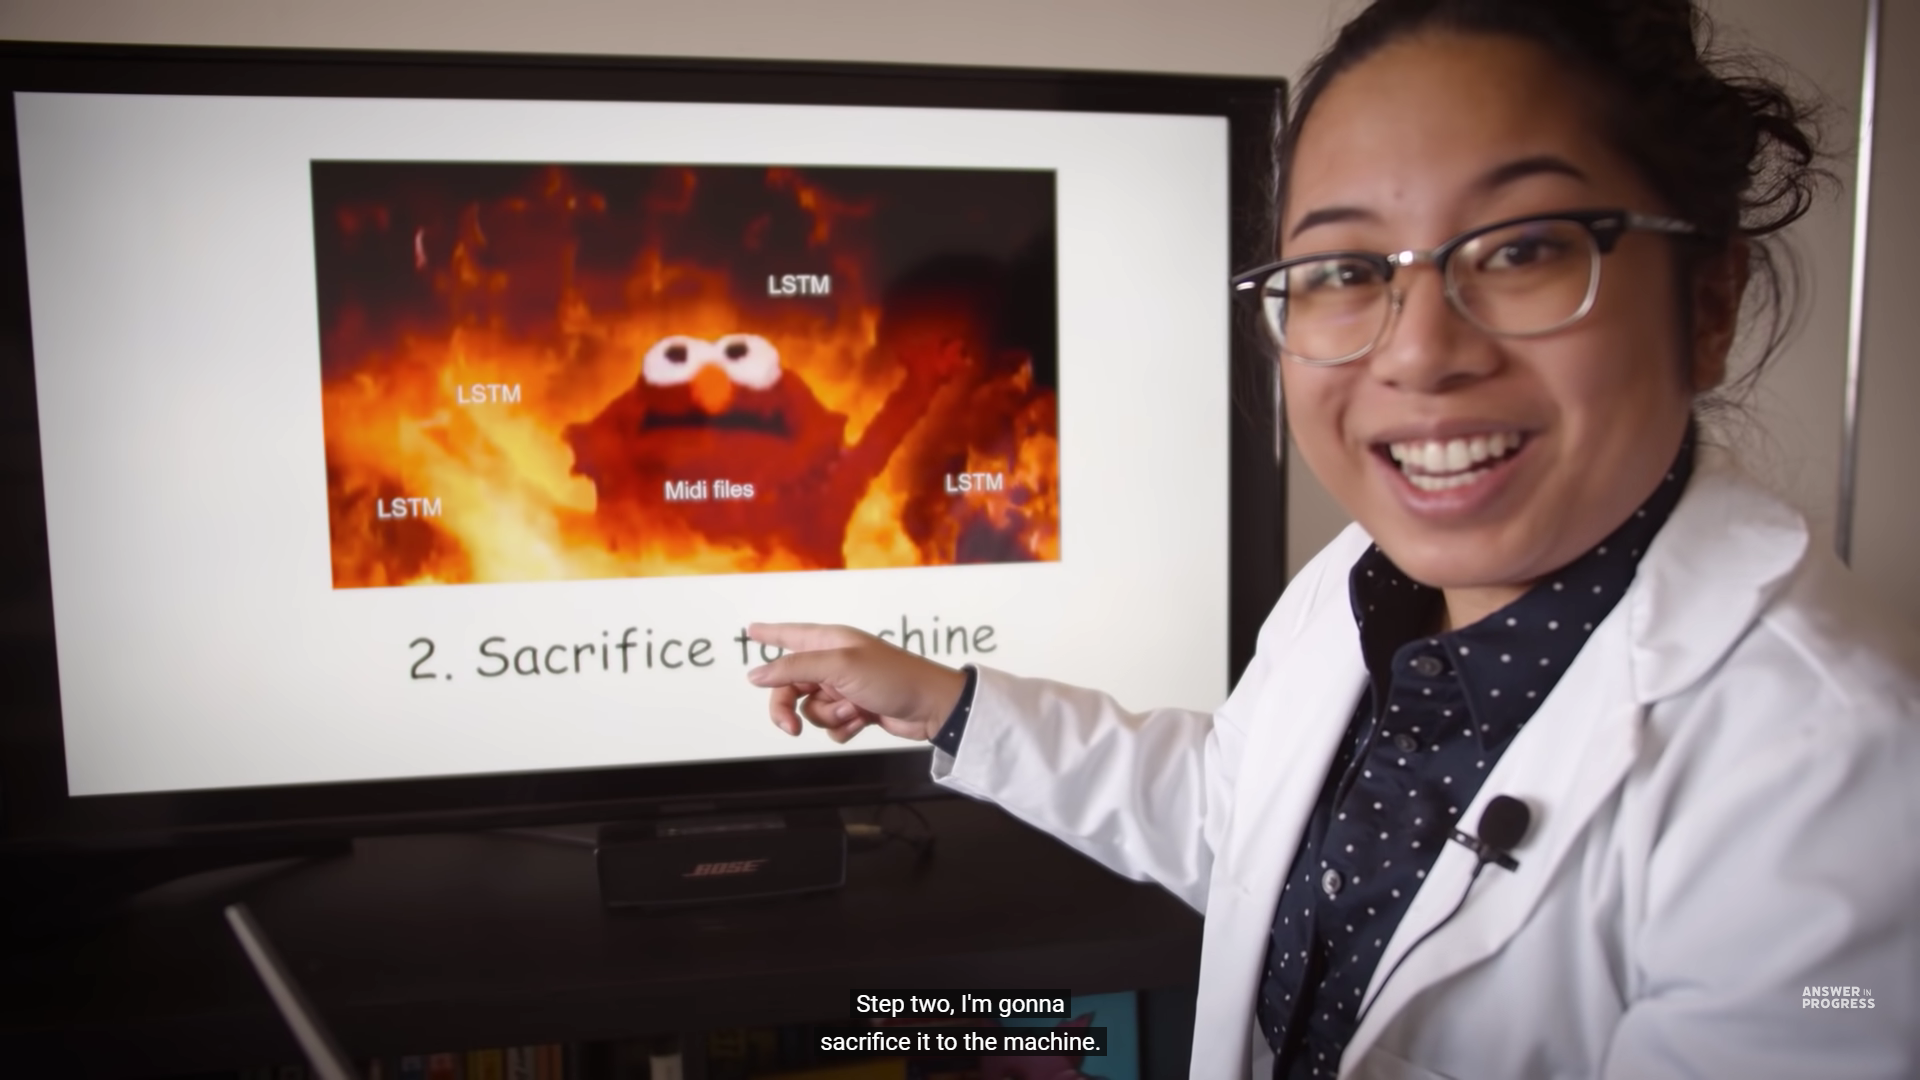 LSTM
LSTM
LSTM
Midi files
LSTM
2. Sacrifice to chine
BOSE
Step two, I'm gonna
sacrifice it to the machine.
ANSWER IN
PROGRESS